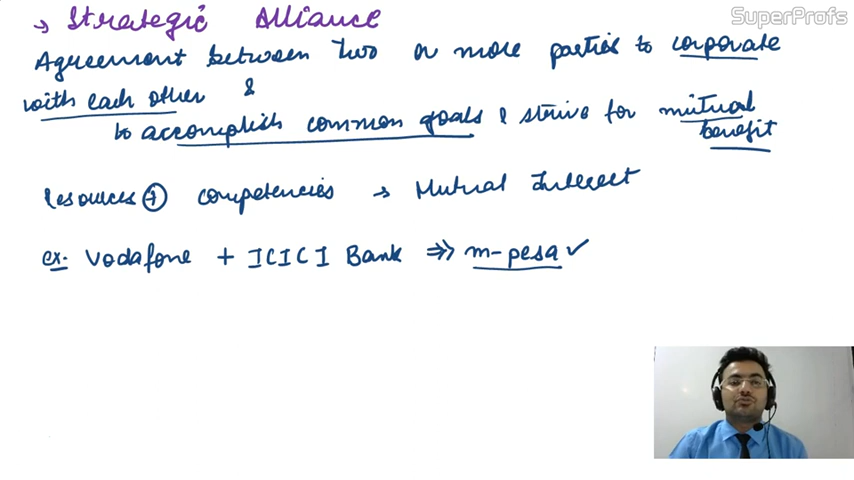 SuperProfs
→ Strategic Alliance
Agreement between two or more parties to corporate
with each other &
to accomplish common goals & strive for mutual
benefit
Resources + competencies → Mutual Interest
ex. Vodafone + ICICI Bank ⇒> m-pesa ✓